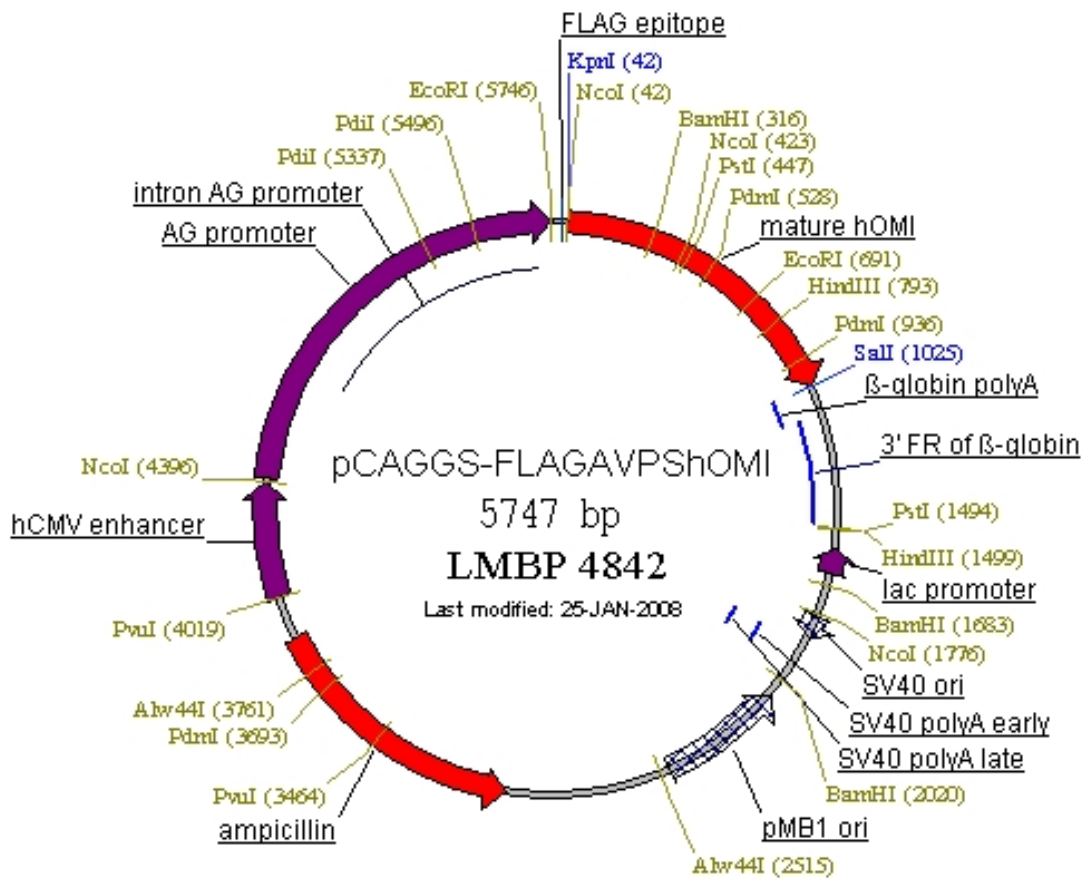 FLAG epitope
KpnI (42)
NcoI (42)
EcoRI (5746)
BamHI (316)
PdiI (5496)
NcoI (423)
PstI (447)
PdiI (5337)
PdmI (528)
intron AG promoter
mature hOMI
AG promoter
EcoRI (691)
HindIII (793)
PdmI (936)
SalI (1025)
ß-globin polyA
3' FR of ß-globin
pCAGGS-FLAGAVPShOMI
5747 bp
LMBP 4842
Last modified: 25-JAN-2008
NcoI (4396)
hCMV enhancer
PstI (1494)
HindIII (1499)
lac promoter
PvuI (4019)
BamHI (1683)
NcoI (1776)
SV40 ori
Alw44I (3761)
SV40 polyA early
PdmI (3693)
SV40 polyA late
PvuI (3464)
BamHI (2020)
ampicillin
pMB1 ori
Alw44I (2515)